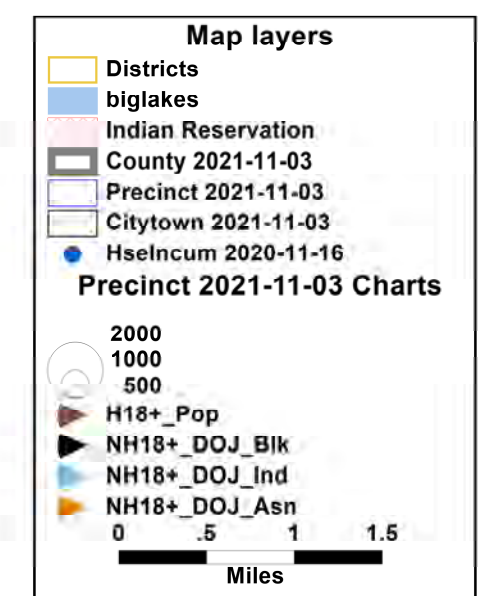 Map layers
Districts
biglakes
Indian Reservation
County 2021-11-03
Precinct 2021-11-03
Citytown 2021-11-03
HseIncum 2020-11-16
Precinct 2021-11-03 Charts
2000
1000
500
H18+_Pop
NH18+_DOJ_Blk
NH18+_DOJ_Ind
NH18+_DOJ_Asn
0 .5 1 1.5
Miles